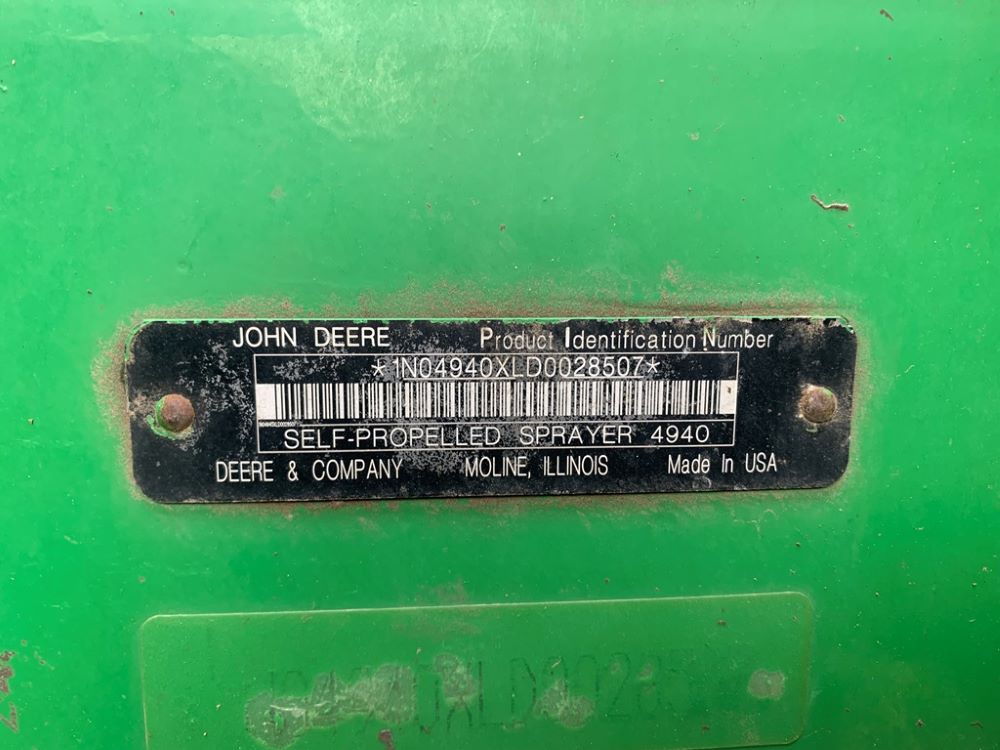 JOHN DEERE Product Identification Number
*1N04940XLD0028507*
SELF-PROPELLED SPRAYER 4940
DEERE & COMPANY MOLINE, ILLINOIS Made In USA